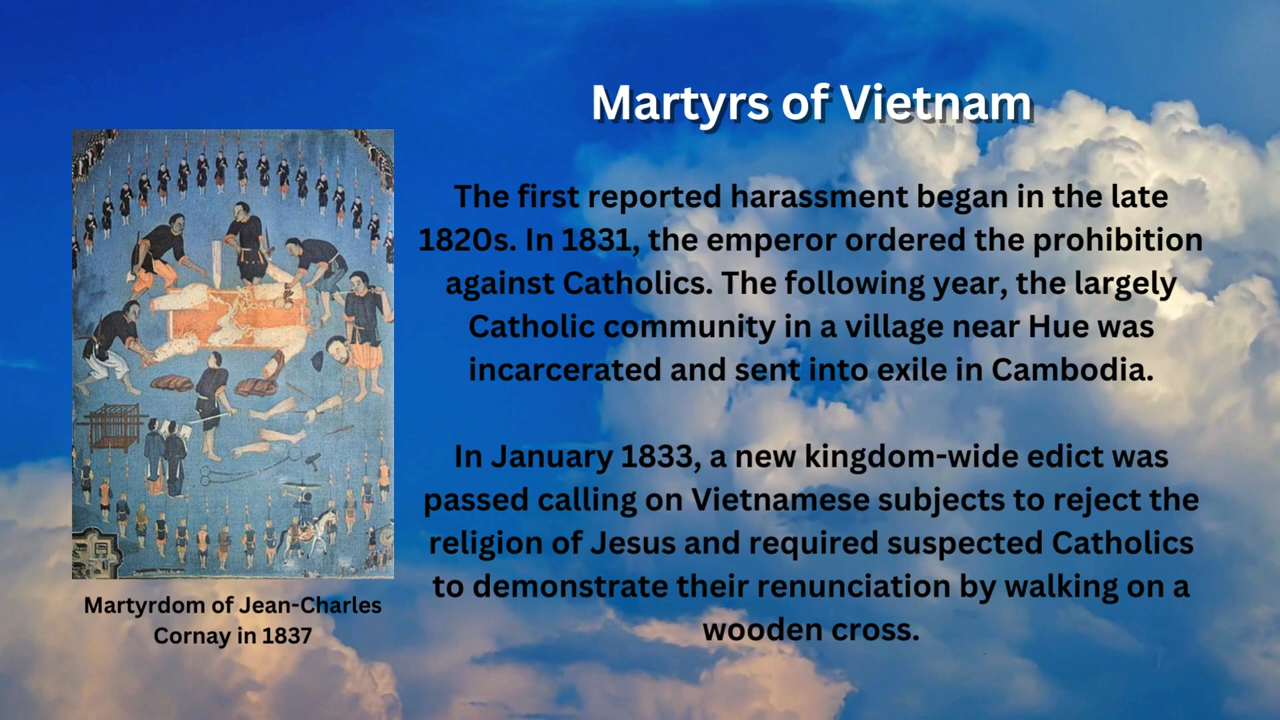 Martyrs of Vietnam
The first reported harassment began in the late
1820s. In 1831, the emperor ordered the prohibition
against Catholics. The following year, the largely
Catholic community in a village near Hue was
incarcerated and sent into exile in Cambodia.
In January 1833, a new kingdom-wide edict was
passed calling on Vietnamese subjects to reject the
religion of Jesus and required suspected Catholics
to demonstrate their renunciation by walking on a
wooden cross.
Martyrdom of Jean-Charles
Cornay in 1837